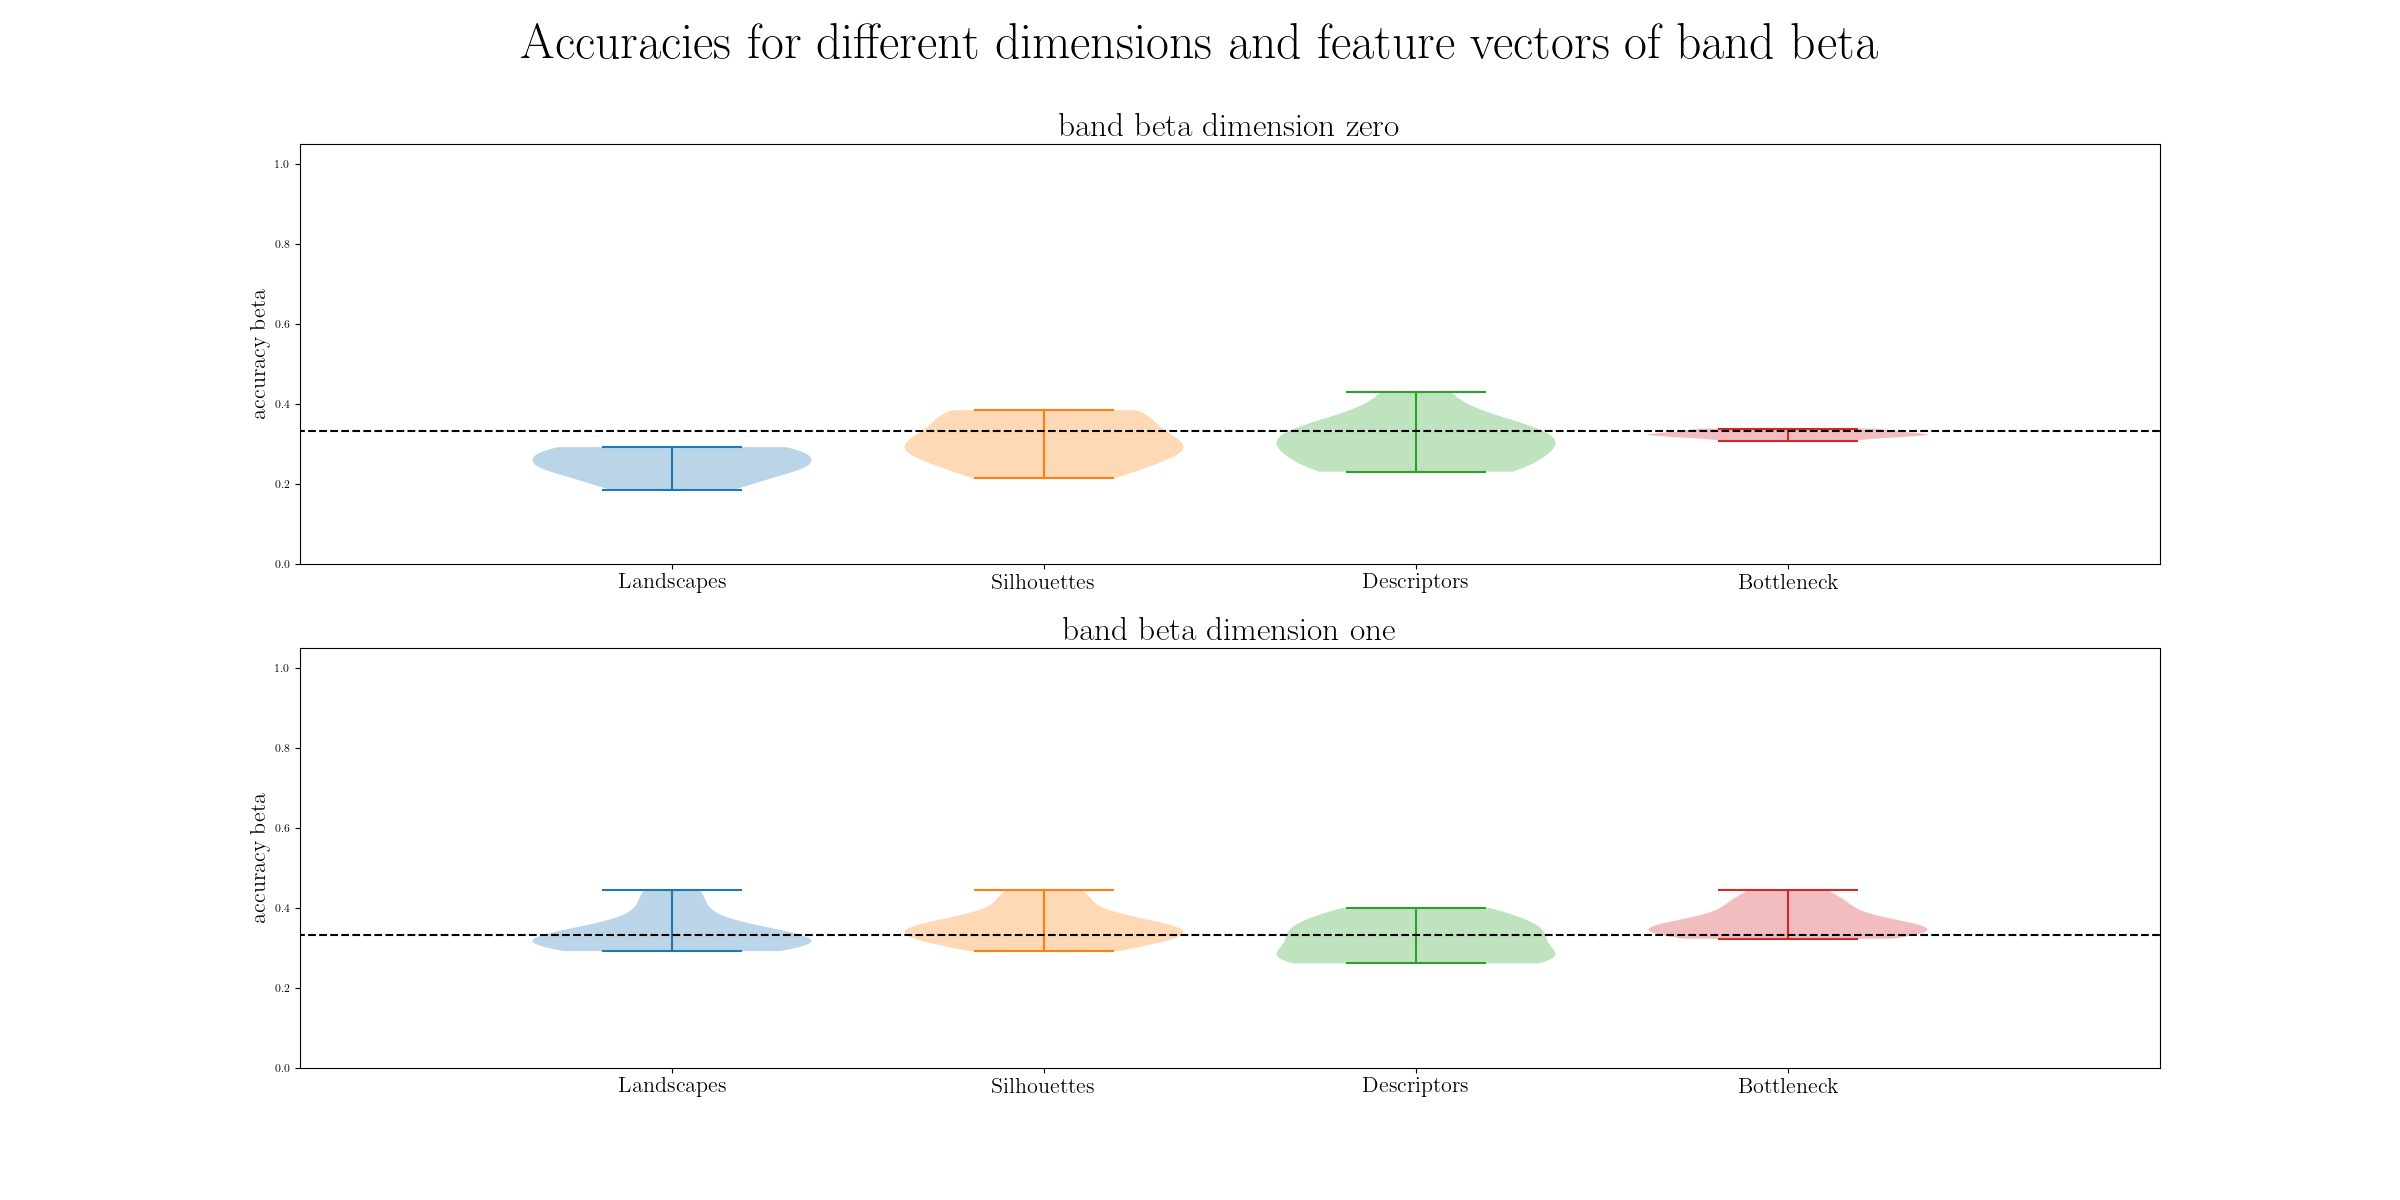 Accuracies for different dimensions and feature vectors of band beta
band beta dimension zero
1.0
0.8
0.6
0.4
0.2
0.0
accuracy beta
Landscapes Silhouettes Descriptors Bottleneck
band beta dimension one
1.0
0.8
0.6
0.4
0.2
0.0
accuracy beta
Landscapes Silhouettes Descriptors Bottleneck